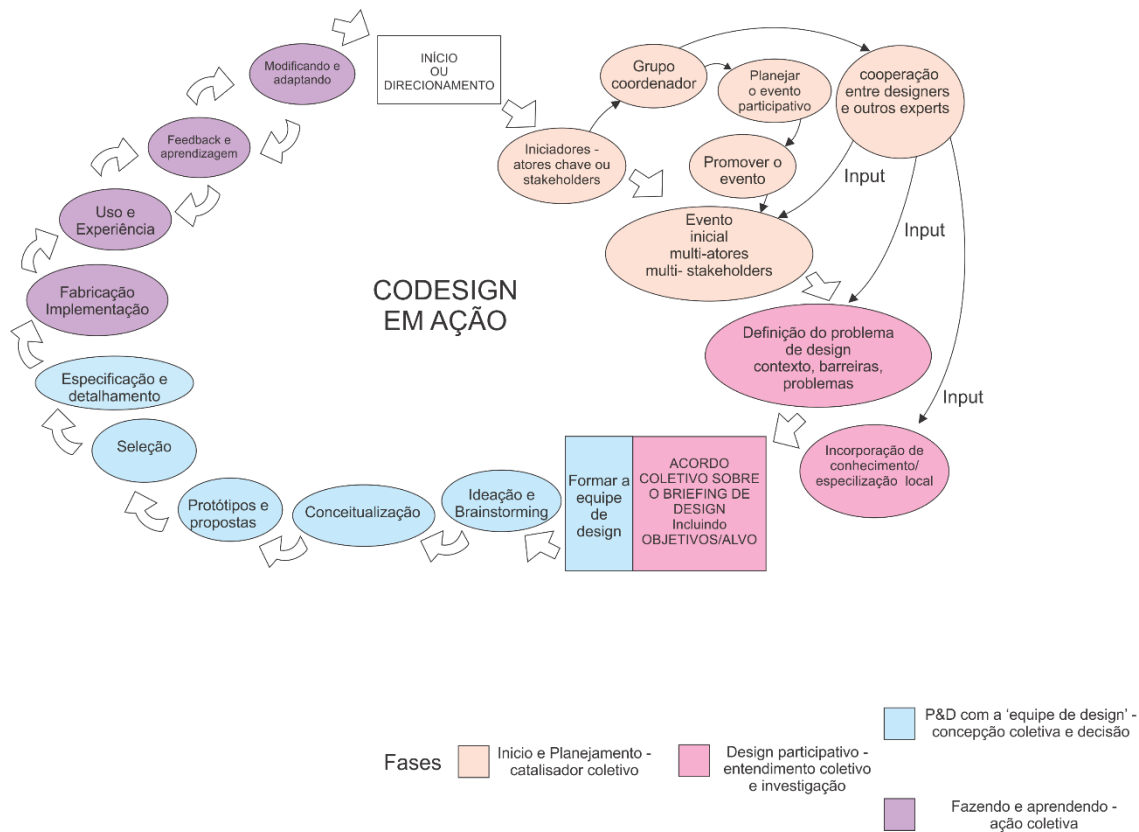 INÍCIO
OU
DIRECIONAMENTO
Iniciadores -
atores chave ou
stakeholders
Grupo
coordenador
Planejar
o evento
participativo
cooperação
entre designers
e outros experts
Promover o
evento
Input
Input
Input
Evento
inicial
multi-atores
multi- stakeholders
Definição do problema
de design
contexto, barreiras,
problemas
Incorporação de
conhecimento/
especilização local
ACORDO
COLETIVO SOBRE
O BRIEFING DE
DESIGN
Incluindo
OBJETIVOS/ALVO
Formar a
equipe
de
design
Ideação e
Brainstorming
Conceitualização
Protótipos e
propostas
Seleção
Especificação e
detalhamento
Fabricação
Implementação
Uso e
Experiência
Feedback e
aprendizagem
Modificando e
adaptando
CODESIGN
EM AÇÃO
Fases
Inicio e Planejamento -
catalisador coletivo
Design participativo -
entendimento coletivo
e investigação
P&D com a ‘equipe de design’ -
concepção coletiva e decisão
Fazendo e aprendendo -
ação coletiva